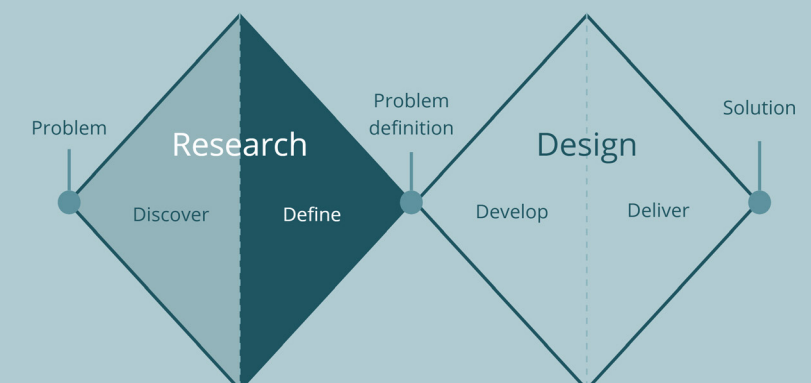 Problem
Research
Discover
Define
Problem
definition
Design
Develop
Deliver
Solution